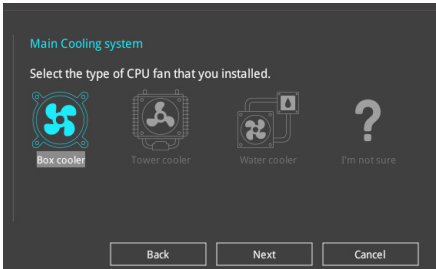 Main Cooling system
Select the type of CPU fan that you installed.
Box cooler
Tower cooler
Water cooler
I'm not sure
Back
Next
Cancel